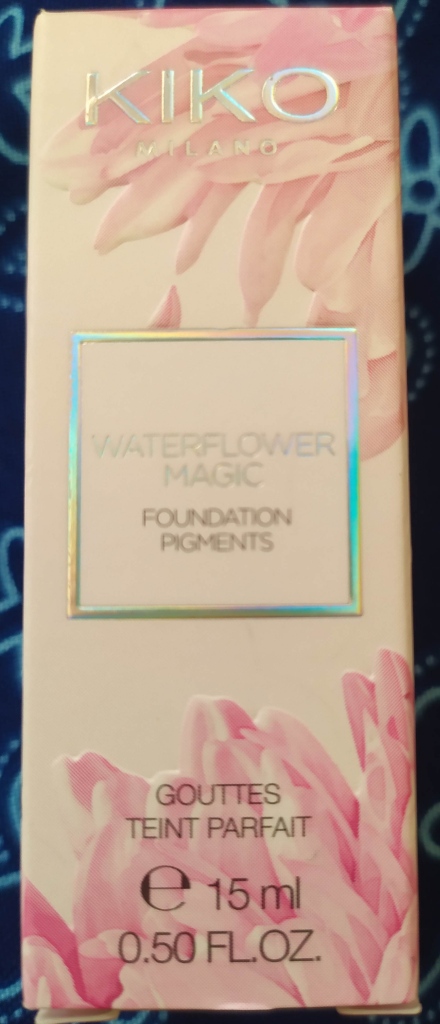 KIKO
MILANO
WATERFLOWER
MAGIC
FOUNDATION
PIGMENTS
GOUTTES
TEINT PARFAIT
℮ 15 ml
0.50 FL.OZ.